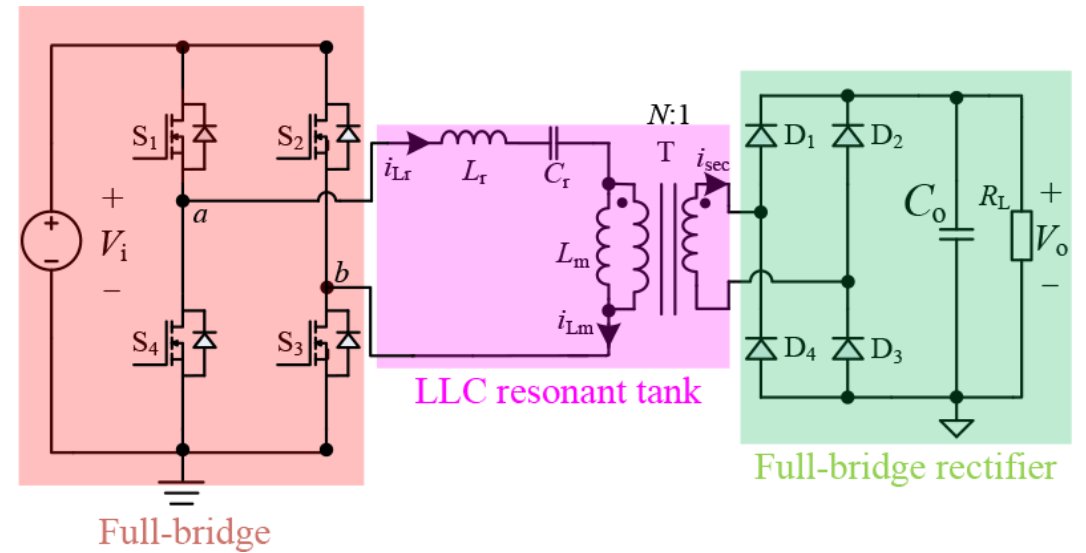 N:1
S1
S2
T
D1
D2
iLr
Lr
Cr
isec
+
Vi
−
a
Lm
Co
RL
+
Vo
−
b
iLm
S4
S3
D4
D3
LLC resonant tank
Full-bridge rectifier
Full-bridge